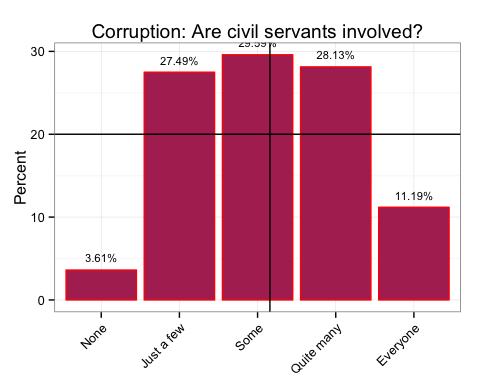 Corruption: Are civil servants involved?
30
20
10
0
Percent
3.61%
27.49%
29.59%
28.13%
11.19%
None
Just a few
Some
Quite many
Everyone